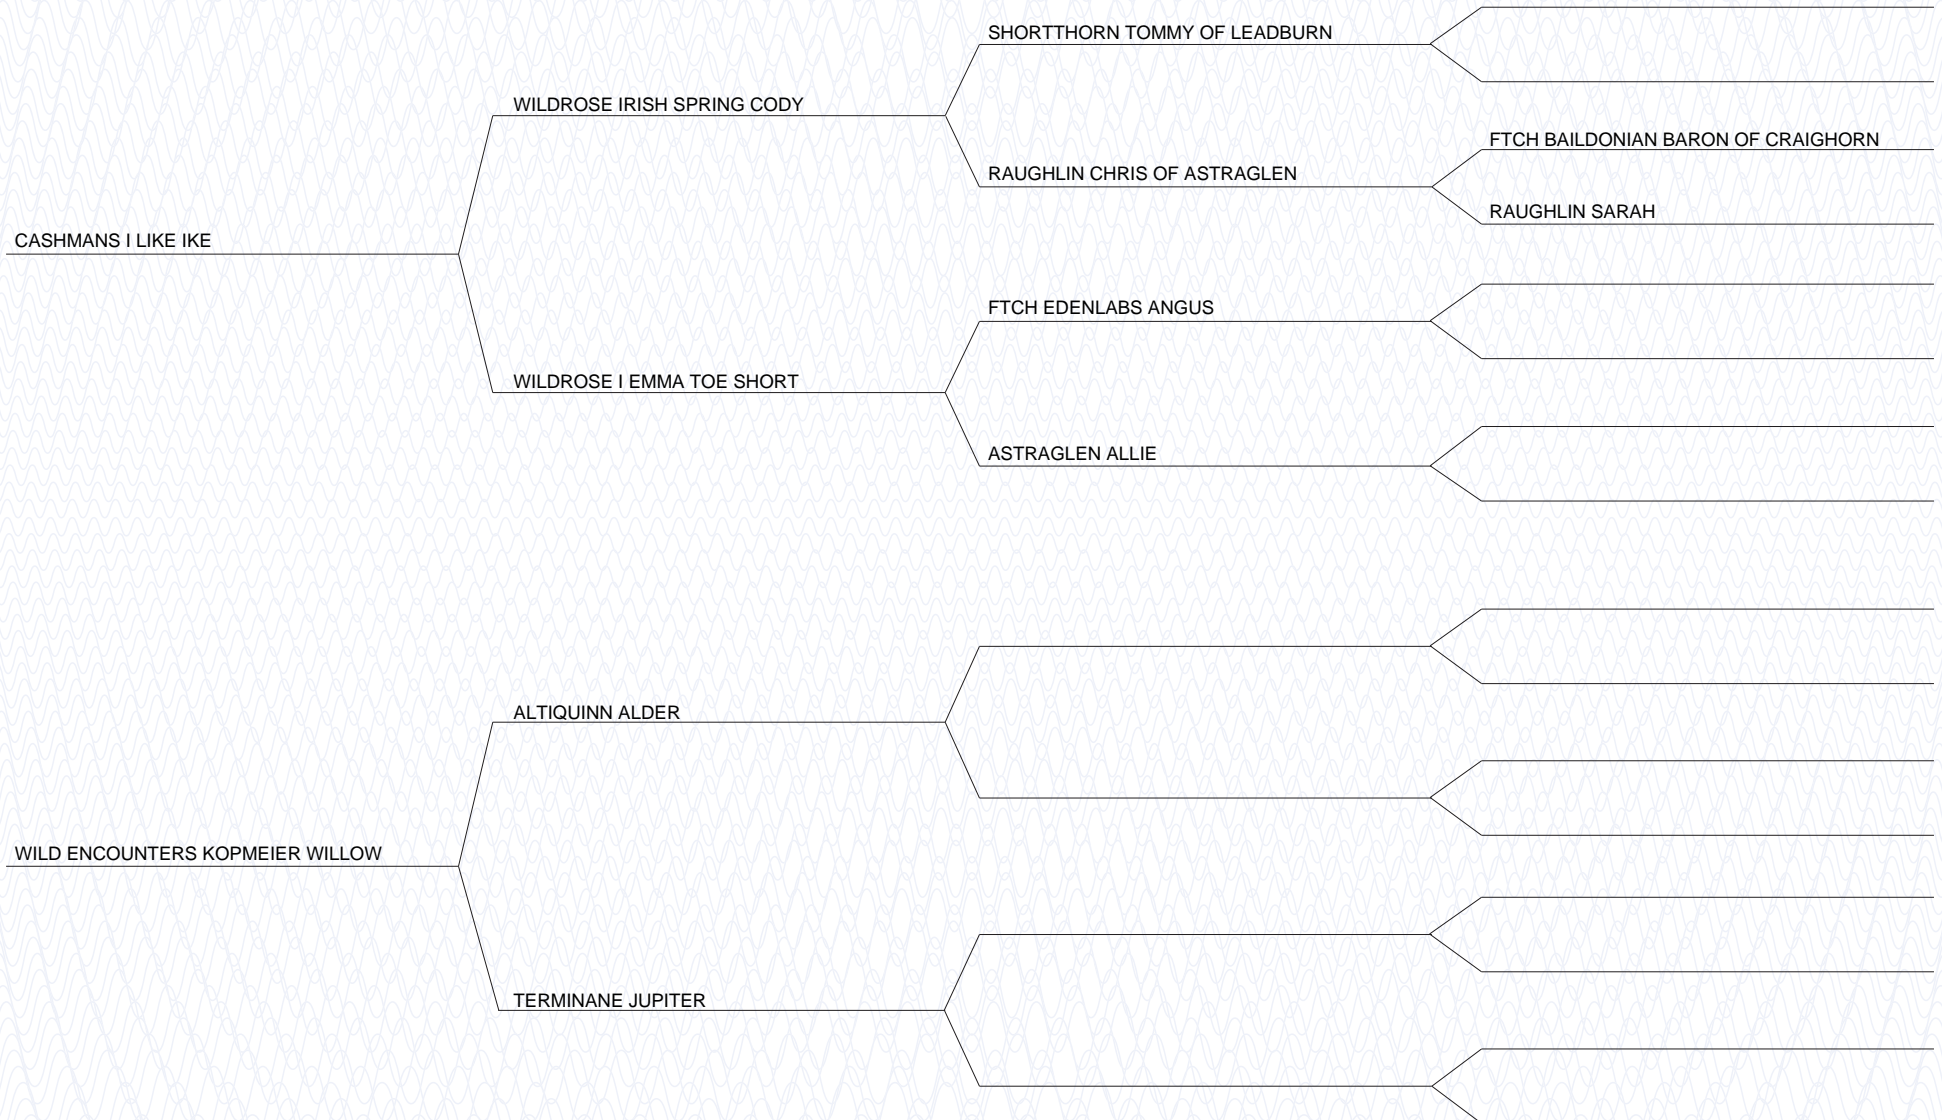 SHORTTHORN TOMMY OF LEADBURN
WILDROSE IRISH SPRING CODY
FTCH BAILDONIAN BARON OF CRAIGHORN
RAUGHLIN CHRIS OF ASTRAGLEN
RAUGHLIN SARAH
CASHMANS I LIKE IKE
FTCH EDENLABS ANGUS
WILDROSE I EMMA TOE SHORT
ASTRAGLEN ALLIE
ALTIQUINN ALDER
WILD ENCOUNTERS KOPMEIER WILLOW
TERMINANE JUPITER